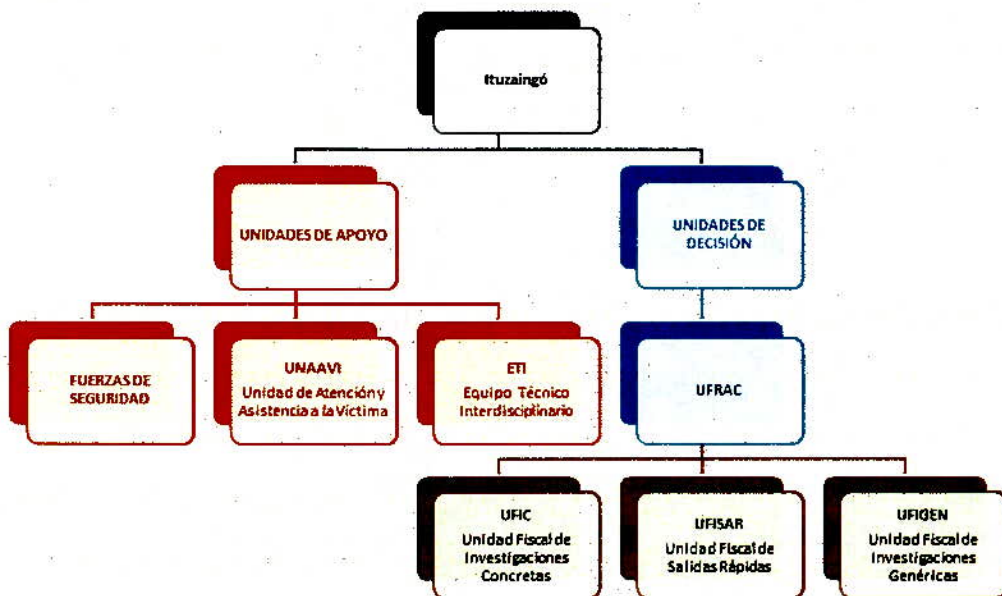 Ituzaingó
UNIDADES DE APOYO
UNIDADES DE
DECISIÓN
FUERZAS DE
SEGURIDAD
UNAAVI
Unidad de Atención y
Asistencia a la Víctima
ETI
Equipo Técnico
Interdisciplinario
UFRAC
UFIC
Unidad Fiscal de
Investigaciones
Concretas
UFISAR
Unidad Fiscal de
Salidas Rápidas
UFIGEN
Unidad Fiscal de
Investigaciones
Genéricas